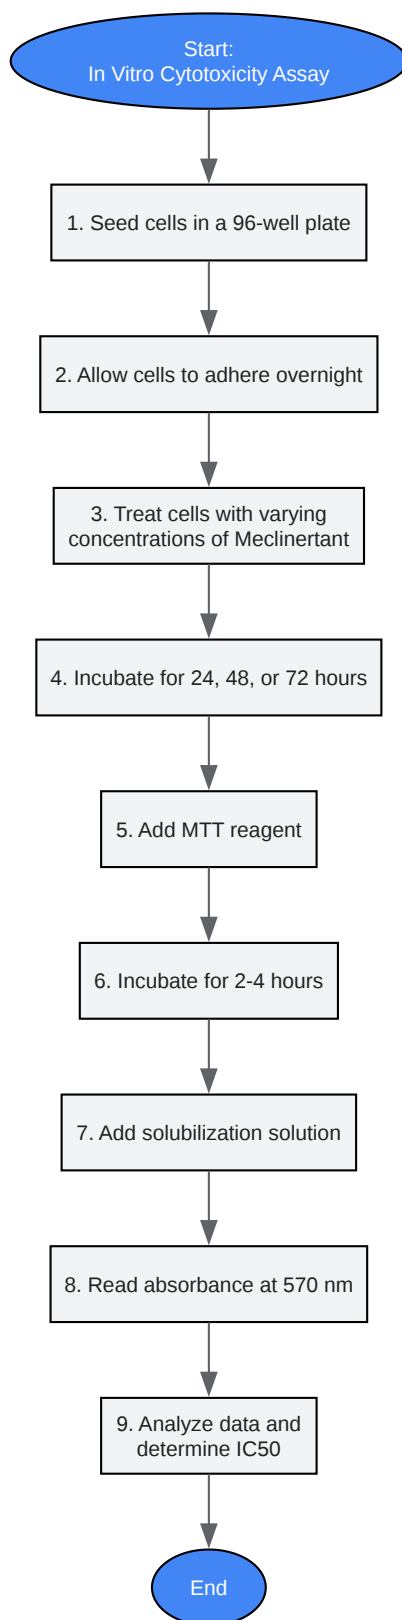 Start:
In Vitro Cytotoxicity Assay
1. Seed cells in a 96-well plate
2. Allow cells to adhere overnight
3. Treat cells with varying
concentrations of Meclinertant
4. Incubate for 24, 48, or 72 hours
5. Add MTT reagent
6. Incubate for 2-4 hours
7. Add solubilization solution
8. Read absorbance at 570 nm
9. Analyze data and
determine IC50
End